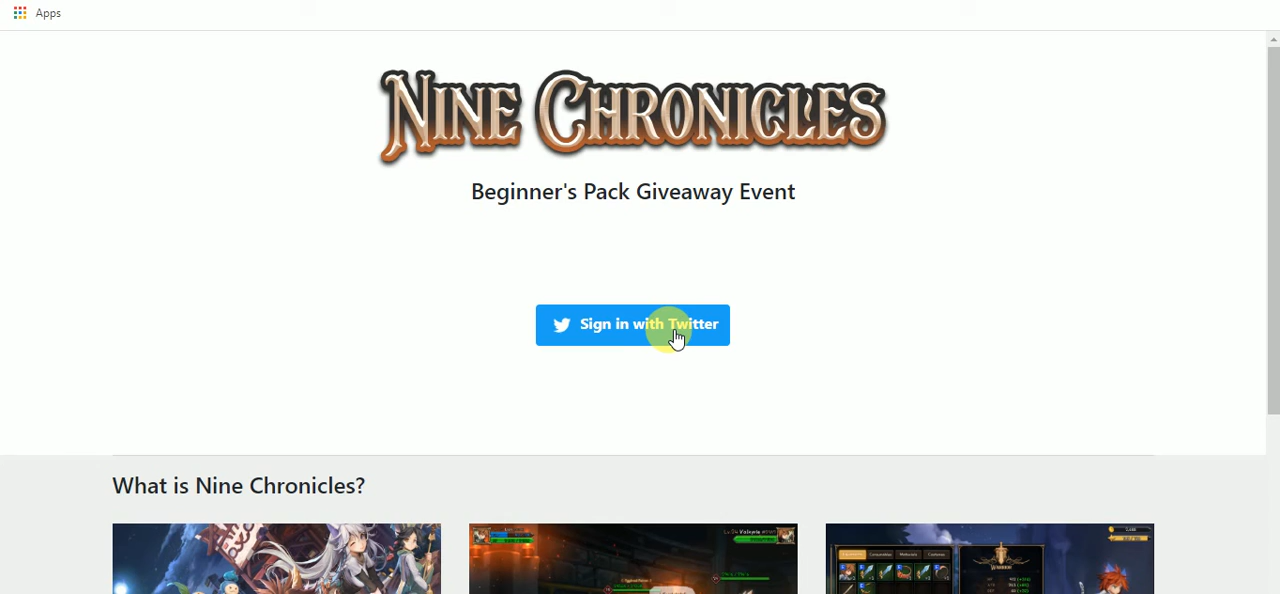 Apps
NINE CHRONICLES
Beginner's Pack Giveaway Event
Sign in with Twitter
What is Nine Chronicles?